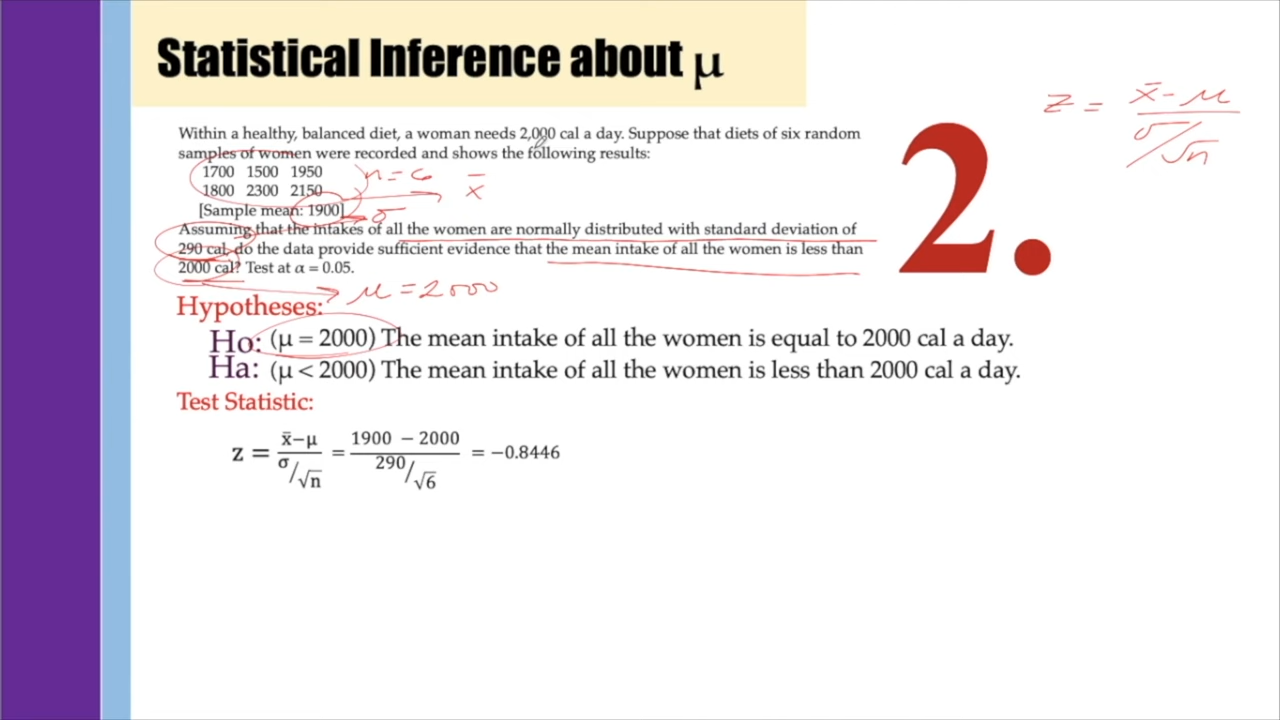 Statistical Inference about μ
z = x̄ - μ / σ/√n
2.
Within a healthy, balanced diet, a woman needs 2,000 cal a day. Suppose that diets of six random
samples of women were recorded and shows the following results:
1700 1500 1950
n = 6
1800 2300 2150
x̄
[Sample mean: 1900]
σ
Assuming that the intakes of all the women are normally distributed with standard deviation of
290 cal, do the data provide sufficient evidence that the mean intake of all the women is less than
2000 cal? Test at α = 0.05.
μ = 2000
Hypotheses:
Ho: (μ = 2000) The mean intake of all the women is equal to 2000 cal a day.
Ha: (μ < 2000) The mean intake of all the women is less than 2000 cal a day.
Test Statistic:
z = x̄−μ / σ/√n = 1900 − 2000 / 290/√6 = −0.8446